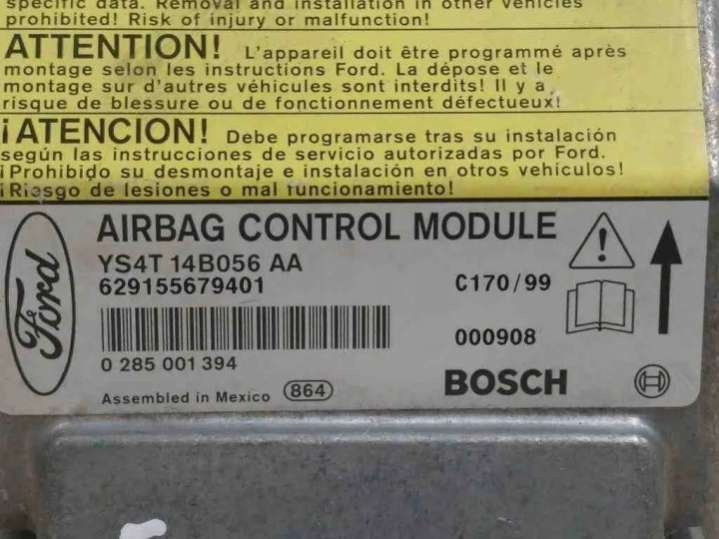 specific data. Removal and installation in other vehicles
prohibited! Risk of injury or malfunction!
ATTENTION! L'appareil doit être programmé après
montage selon les instructions Ford. La dépose et le
montage sur d'autres véhicules sont interdits! Il y a
risque de blessure ou de fonctionnement défectueux!
¡ATENCION! Debe programarse tras su instalación
según las instrucciones de servicio autorizadas por Ford.
¡Prohibido su desmontaje e instalación en otros vehículos!
¡Riesgo de lesiones o mal funcionamiento!
Ford
AIRBAG CONTROL MODULE
YS4T 14B056 AA
629155679401
C170/99
000908
0 285 001 394
Assembled in Mexico 864
BOSCH